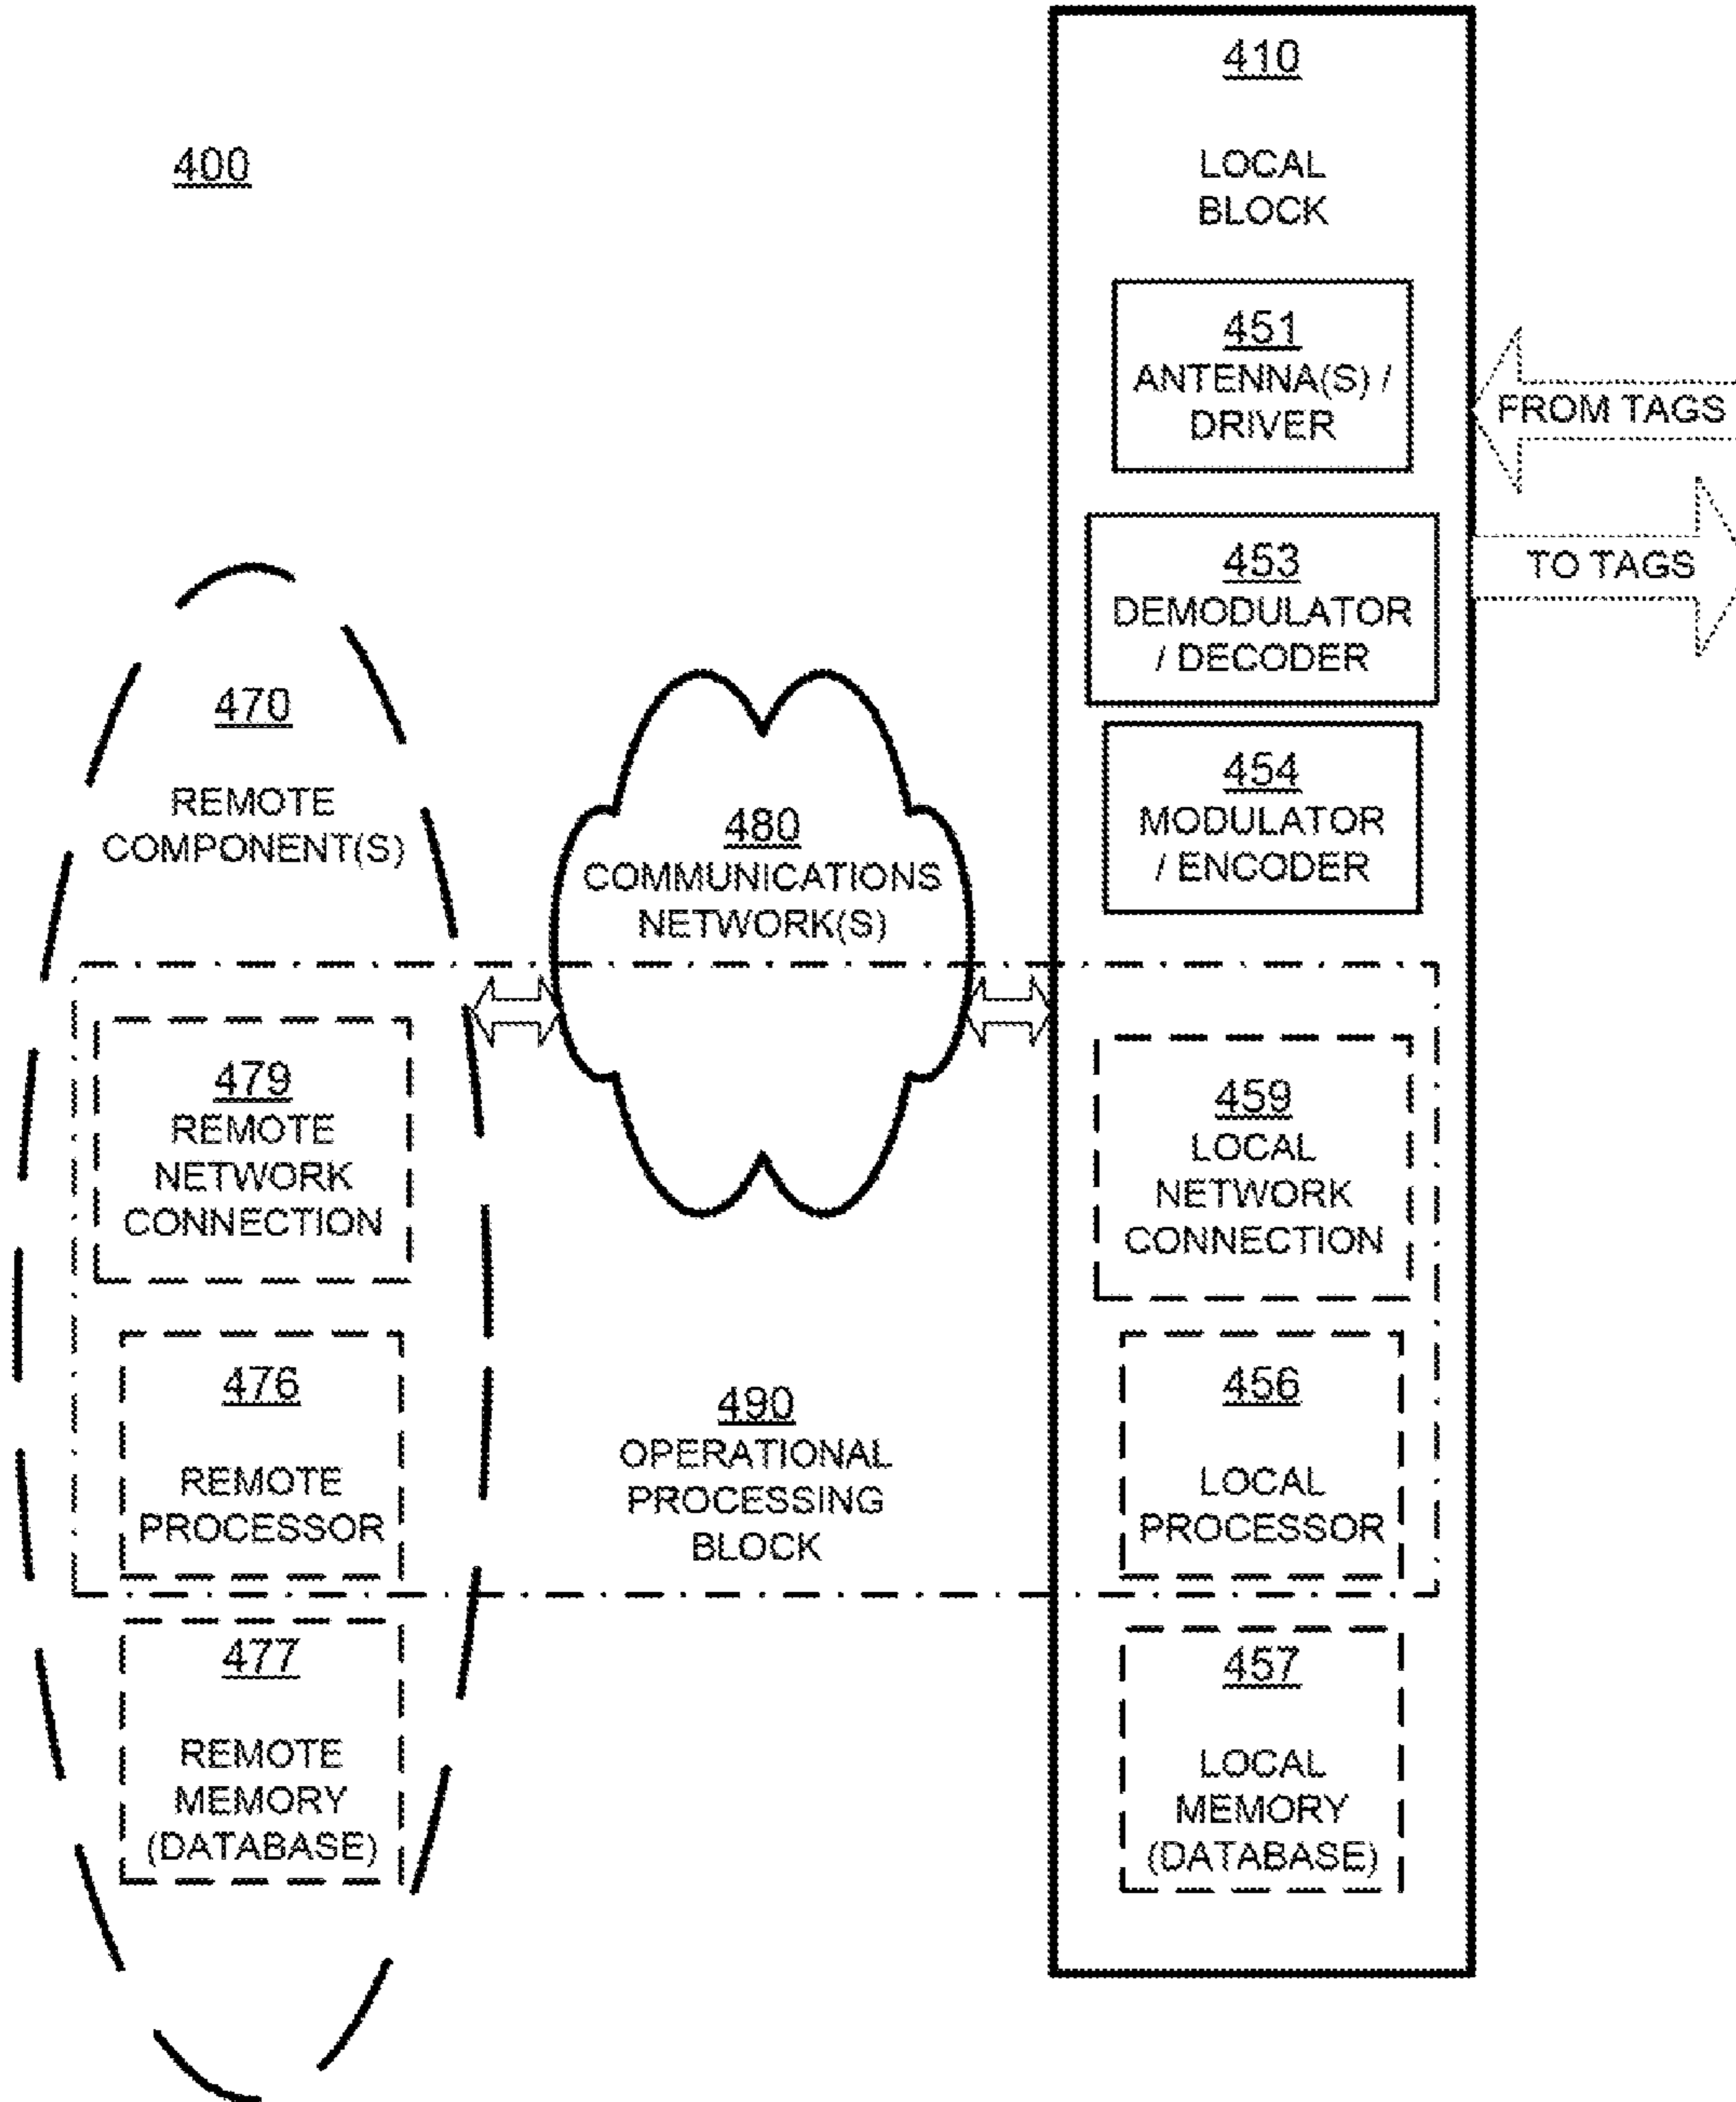 400
410
LOCAL
BLOCK
451
ANTENNA(S) /
DRIVER
FROM TAGS
TO TAGS
453
DEMODULATOR
/ DECODER
454
MODULATOR
/ ENCODER
470
REMOTE
COMPONENT(S)
480
COMMUNICATIONS
NETWORK(S)
479
REMOTE
NETWORK
CONNECTION
459
LOCAL
NETWORK
CONNECTION
476
REMOTE
PROCESSOR
490
OPERATIONAL
PROCESSING
BLOCK
456
LOCAL
PROCESSOR
477
REMOTE
MEMORY
(DATABASE)
457
LOCAL
MEMORY
(DATABASE)